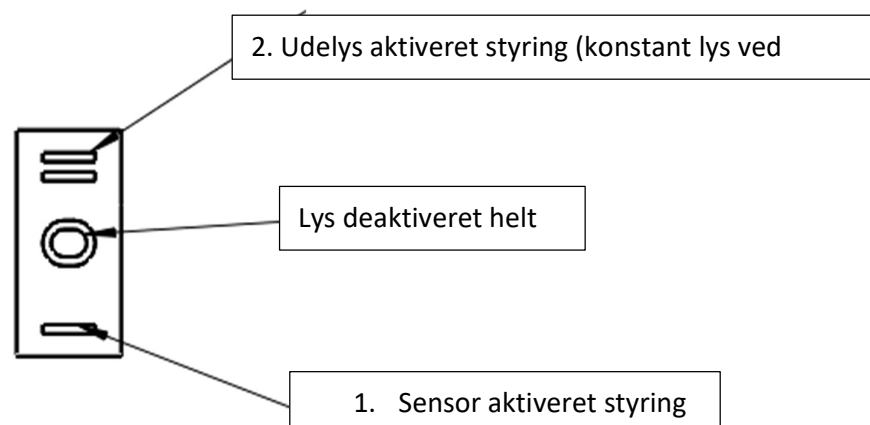 2. Udelys aktiveret styring (konstant lys ved
Lys deaktiveret helt
1. Sensor aktiveret styring